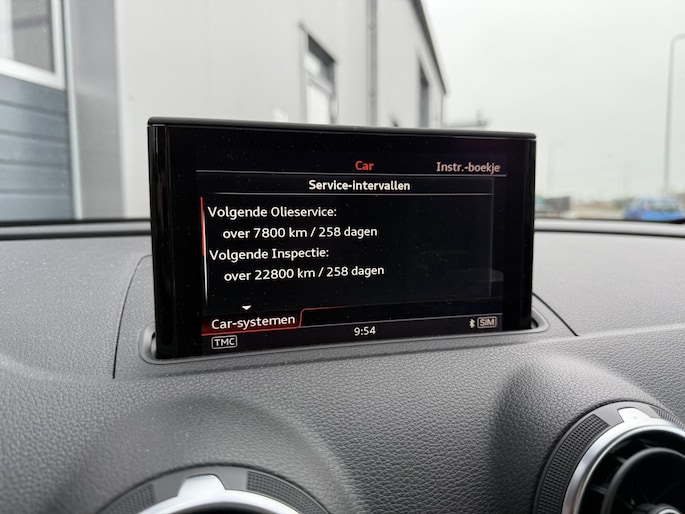 Car
Instr.-boekje
Service-intervallen
Volgende Olieservice:
over 7800 km / 258 dagen
Volgende Inspectie:
over 22800 km / 258 dagen
Car-systemen
9:54
SIM
TMC